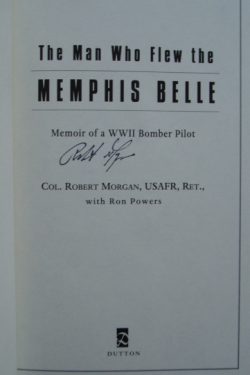 The Man Who Flew the
MEMPHIS BELLE
Memoir of a WWII Bomber Pilot
COL. ROBERT MORGAN, USAFR, RET.,
with Ron Powers
DUTTON